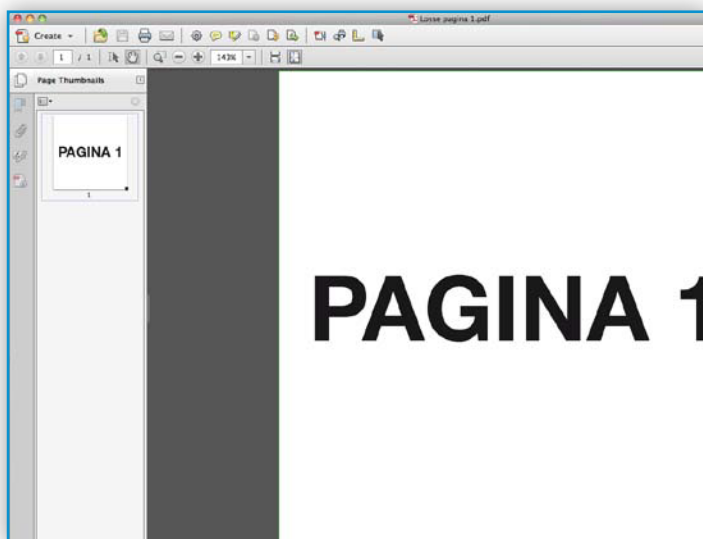 Losse pagina 1.pdf
Create
1 / 1 143%
Page Thumbnails
PAGINA 1
1
PAGINA 1